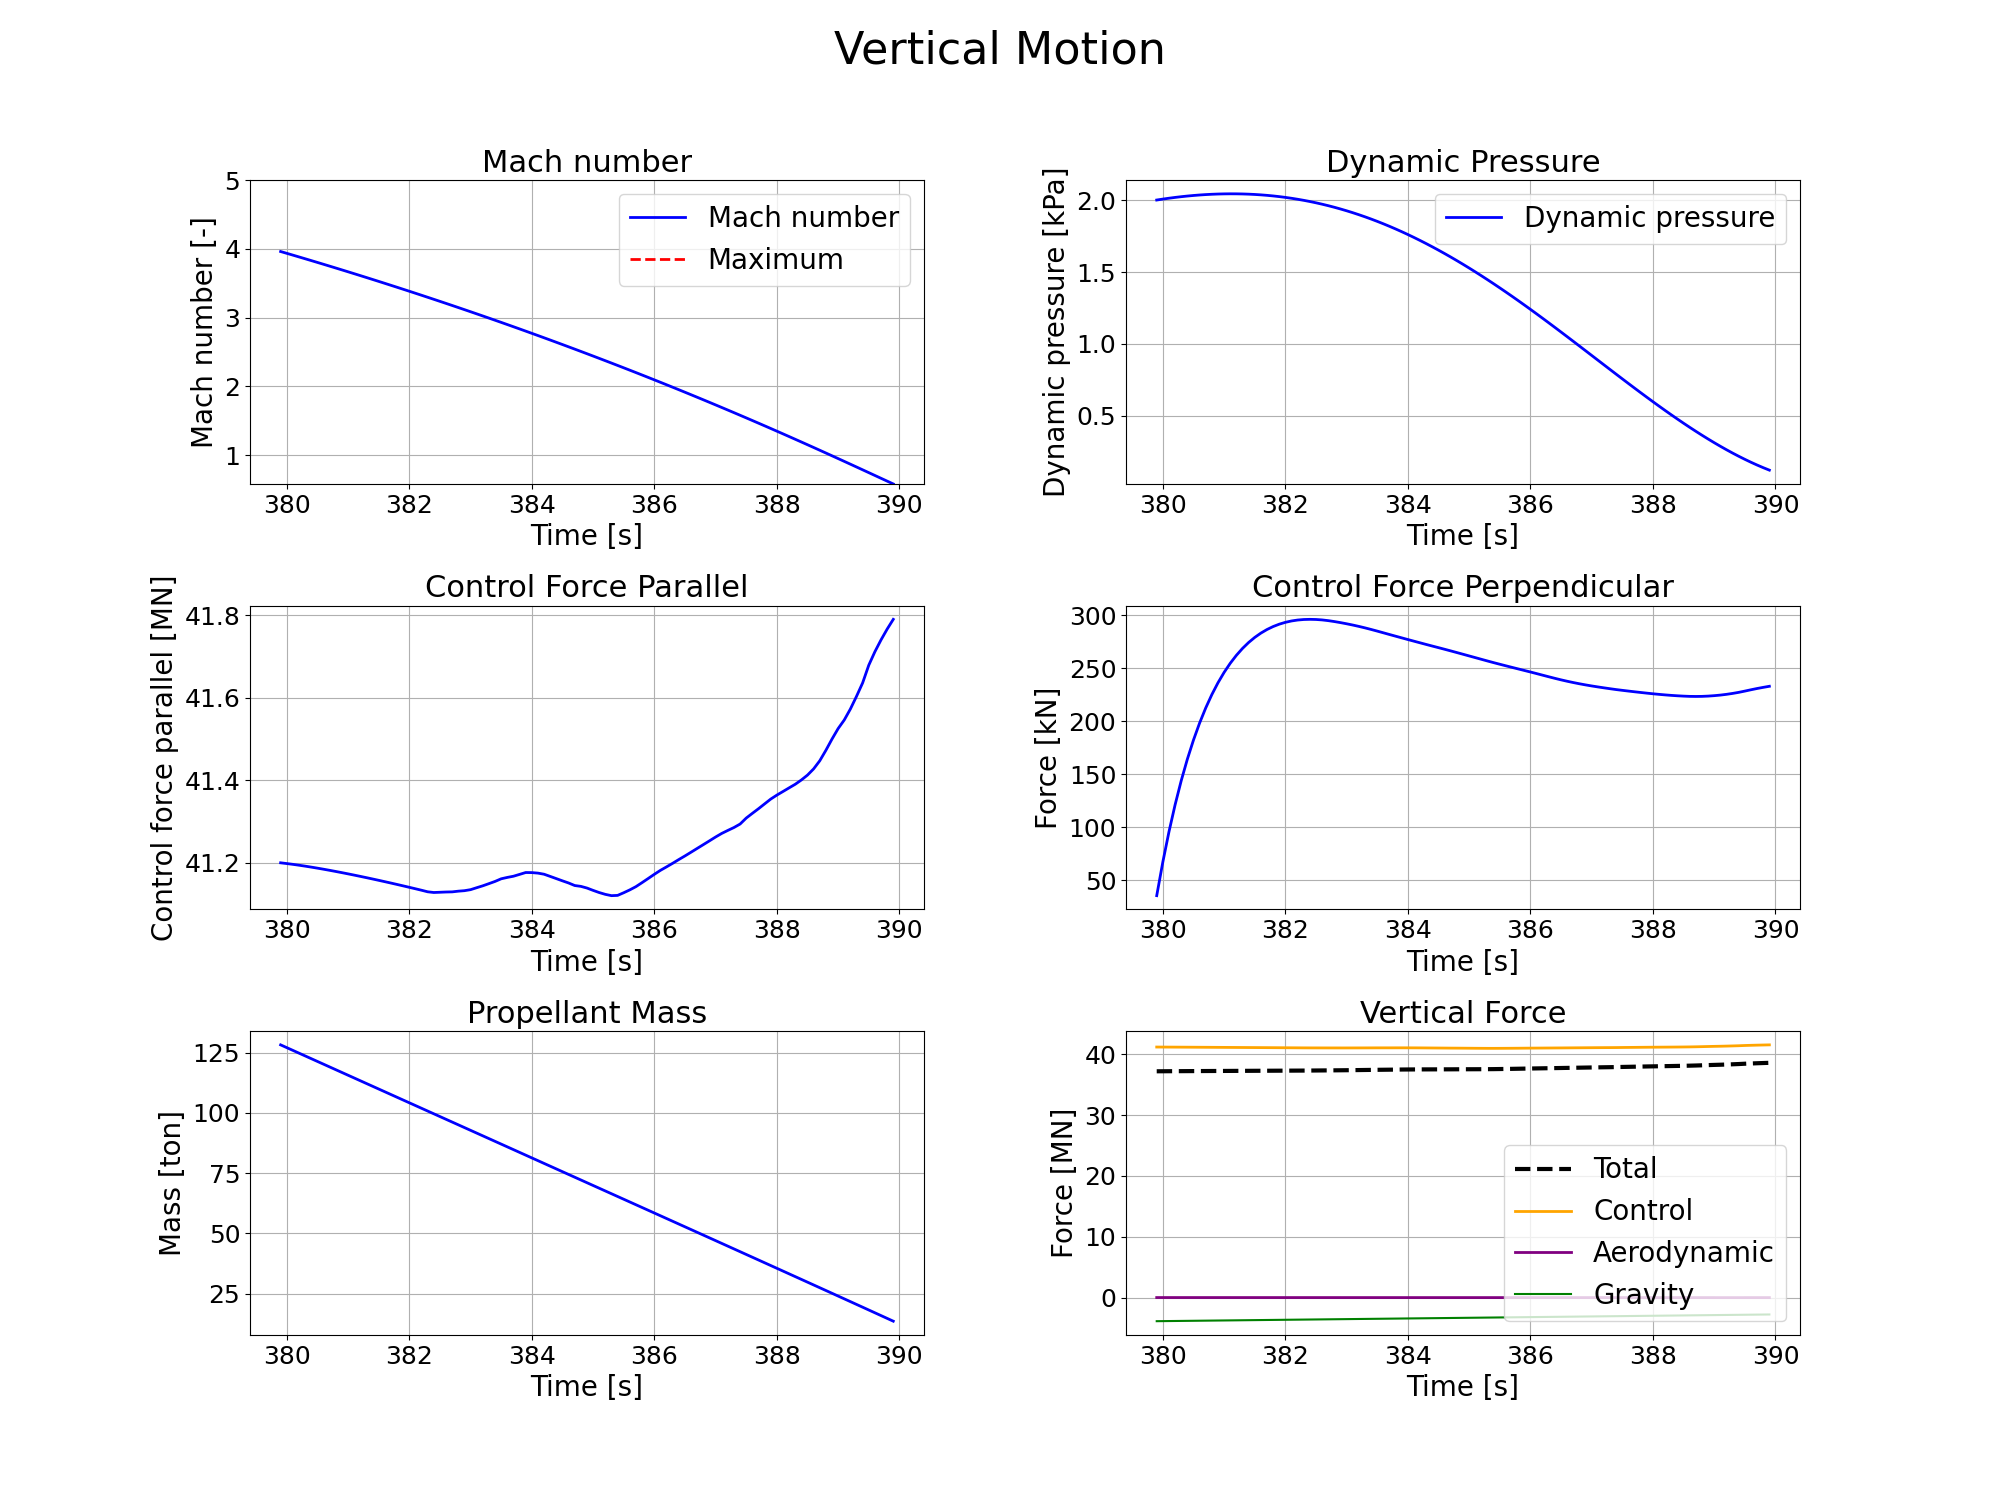 Vertical Motion
Mach number
Mach number [-]
5
4
3
2
1
Mach number
Maximum
380 382 384 386 388 390
Time [s]
Dynamic Pressure
Dynamic pressure [kPa]
2.0
1.5
1.0
0.5
Dynamic pressure
380 382 384 386 388 390
Time [s]
Control Force Parallel
Control force parallel [MN]
41.8
41.6
41.4
41.2
380 382 384 386 388 390
Time [s]
Control Force Perpendicular
Force [kN]
300
250
200
150
100
50
380 382 384 386 388 390
Time [s]
Propellant Mass
Mass [ton]
125
100
75
50
25
380 382 384 386 388 390
Time [s]
Vertical Force
Force [MN]
40
30
20
10
0
Total
Control
Aerodynamic
Gravity
380 382 384 386 388 390
Time [s]